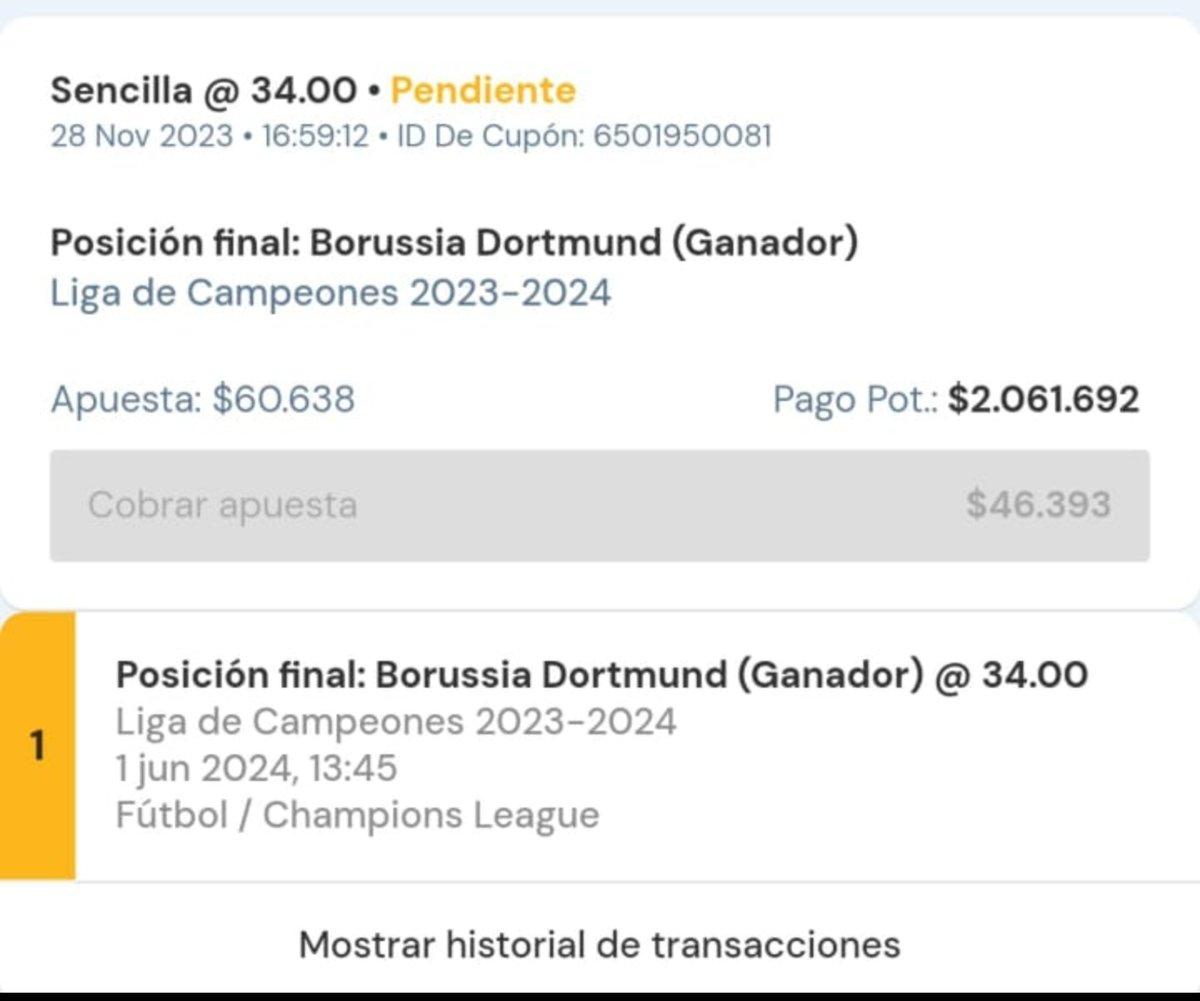 Sencilla @ 34.00 • Pendiente
28 Nov 2023 • 16:59:12 • ID De Cupón: 6501950081
Posición final: Borussia Dortmund (Ganador)
Liga de Campeones 2023-2024
Apuesta: $60.638 Pago Pot.: $2.061.692
Cobrar apuesta $46.393
1
Posición final: Borussia Dortmund (Ganador) @ 34.00
Liga de Campeones 2023-2024
1 jun 2024, 13:45
Fútbol / Champions League
Mostrar historial de transacciones